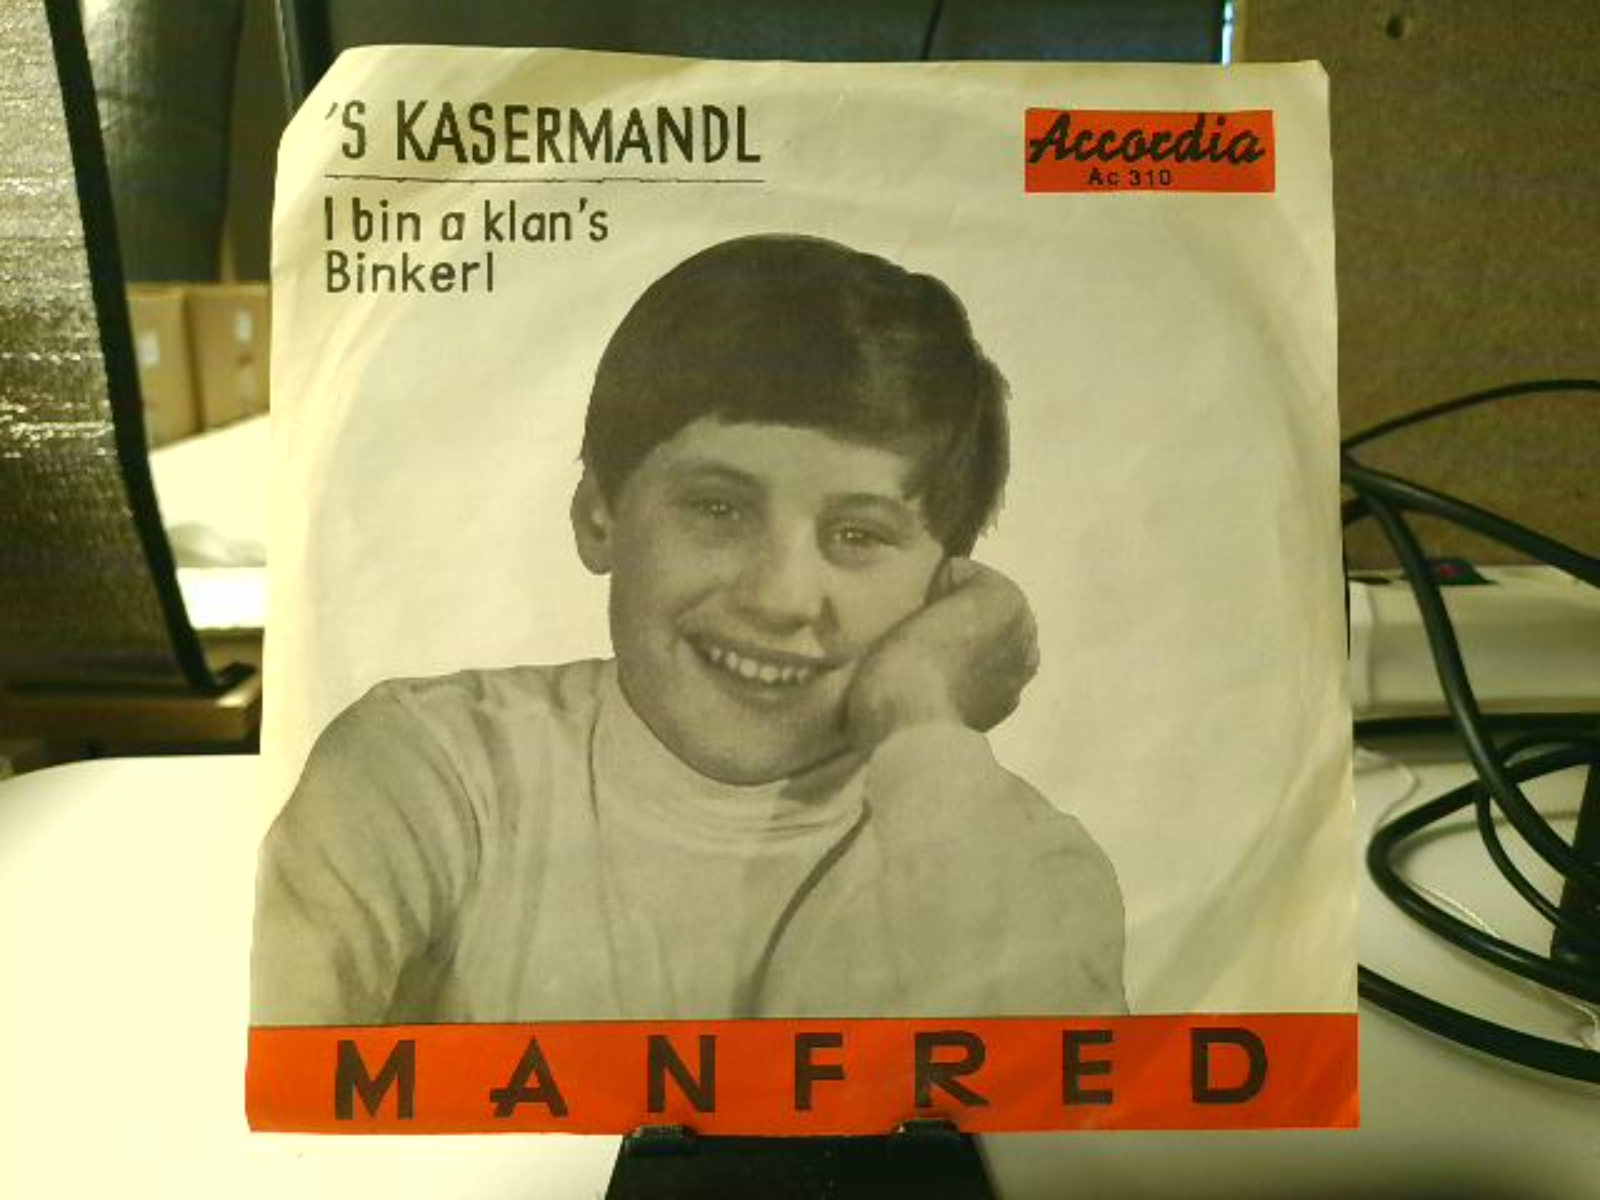 'S KASERMANDL
I bin a klan's
Binkerl
Accordia
Ac 310
MANFRED